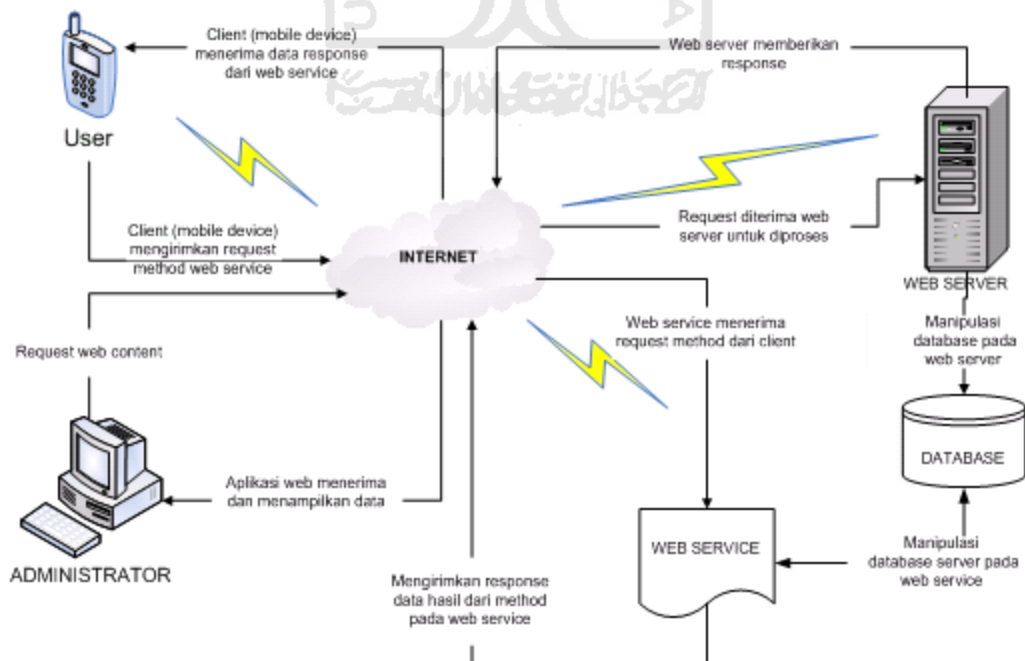 Client (mobile device)
menerima data response
dari web service
Web server memberikan
response
User
Client (mobile device)
mengirimkan request
method web service
INTERNET
Request diterima web
server untuk diproses
WEB SERVER
Request web content
Web service menerima
request method dari client
Manipulasi
database pada
web server
DATABASE
Aplikasi web menerima
dan menampilkan data
ADMINISTRATOR
Mengirimkan response
data hasil dari method
pada web service
WEB SERVICE
Manipulasi
database server pada
web service